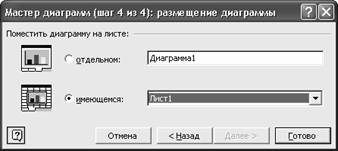 Мастер диаграмм (шаг 4 из 4): размещение диаграммы
Поместить диаграмму на листе:
отдельном: Диаграмма1
имеющемся: Лист1
Отмена < Назад Далее > Готово